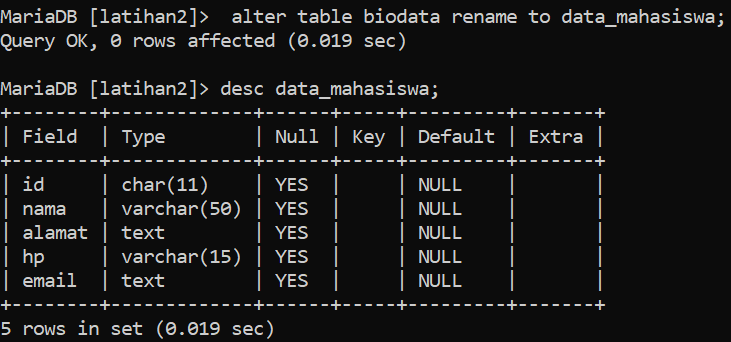 MariaDB [latihan2]>  alter table biodata rename to data_mahasiswa;
Query OK, 0 rows affected (0.019 sec)
MariaDB [latihan2]> desc data_mahasiswa;
+--------+-------------+------+-----+---------+-------+
| Field  | Type        | Null | Key | Default | Extra |
+--------+-------------+------+-----+---------+-------+
| id     | char(11)    | YES  |     | NULL    |       |
| nama   | varchar(50) | YES  |     | NULL    |       |
| alamat | text        | YES  |     | NULL    |       |
| hp     | varchar(15) | YES  |     | NULL    |       |
| email  | text        | YES  |     | NULL    |       |
+--------+-------------+------+-----+---------+-------+
5 rows in set (0.019 sec)